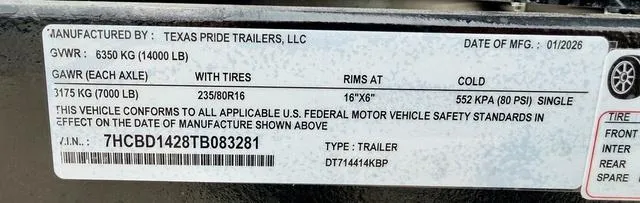 MANUFACTURED BY : TEXAS PRIDE TRAILERS, LLC
DATE OF MFG. : 01/2026
GVWR : 6350 KG (14000 LB)
GAWR (EACH AXLE) WITH TIRES RIMS AT COLD
3175 KG (7000 LB) 235/80R16 16"X6" 552 KPA (80 PSI) SINGLE
THIS VEHICLE CONFORMS TO ALL APPLICABLE U.S. FEDERAL MOTOR VEHICLE SAFETY STANDARDS IN
EFFECT ON THE DATE OF MANUFACTURE SHOWN ABOVE
V.I.N.: 7HCBD1428TB083281
TYPE : TRAILER
DT714414KBP
TIRE
FRONT
INTER
REAR
SPARE